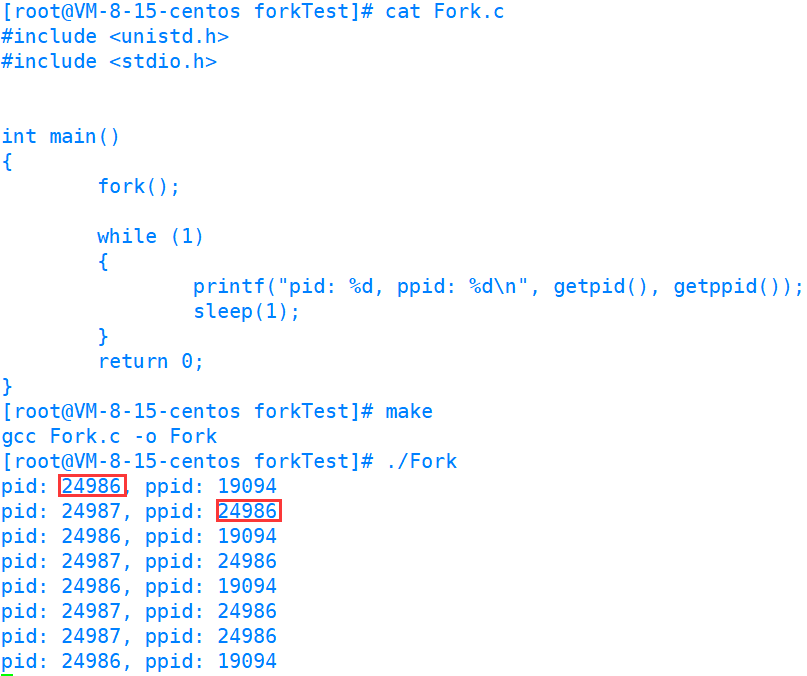 [root@VM-8-15-centos forkTest]# cat Fork.c
#include <unistd.h>
#include <stdio.h>
int main()
{
        fork();
        while (1)
        {
                printf("pid: %d, ppid: %d\n", getpid(), getppid());
                sleep(1);
        }
        return 0;
}
[root@VM-8-15-centos forkTest]# make
gcc Fork.c -o Fork
[root@VM-8-15-centos forkTest]# ./Fork
pid: 24986, ppid: 19094
pid: 24987, ppid: 24986
pid: 24986, ppid: 19094
pid: 24987, ppid: 24986
pid: 24986, ppid: 19094
pid: 24987, ppid: 24986
pid: 24987, ppid: 24986
pid: 24986, ppid: 19094